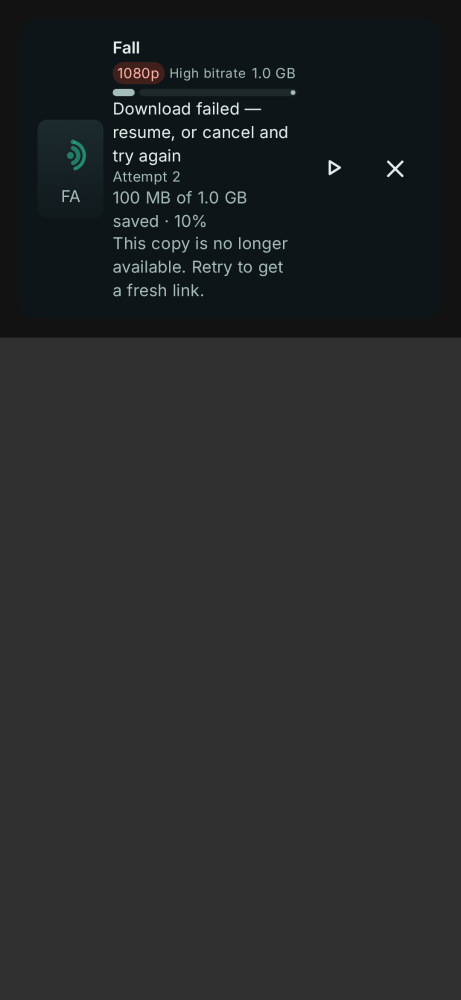 Fall
1080p High bitrate 1.0 GB
Download failed —
resume, or cancel and
try again
Attempt 2
FA
100 MB of 1.0 GB
saved · 10%
This copy is no longer
available. Retry to get
a fresh link.